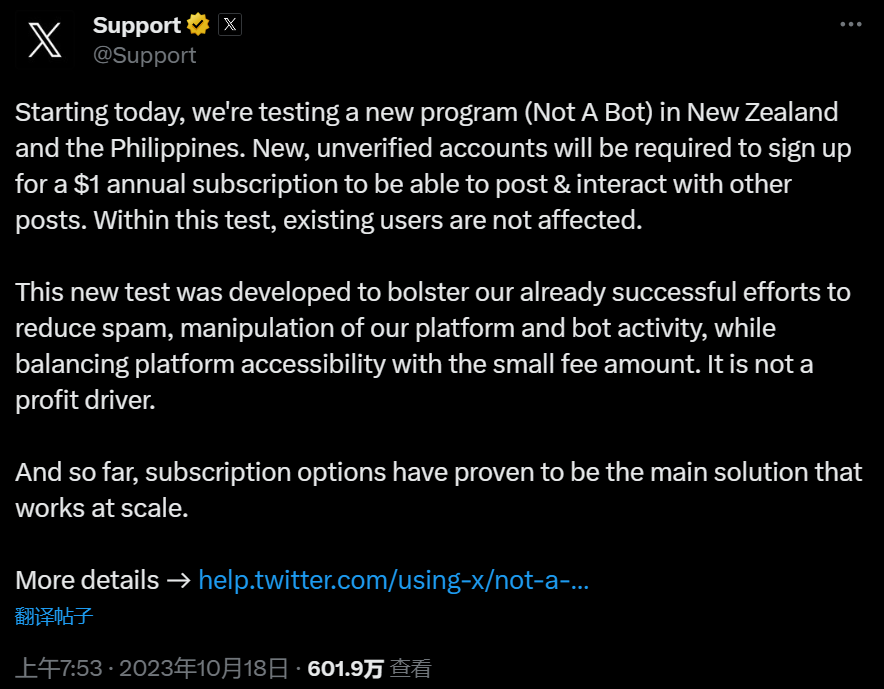 Support
@Support
Starting today, we're testing a new program (Not A Bot) in New Zealand
and the Philippines. New, unverified accounts will be required to sign up
for a $1 annual subscription to be able to post & interact with other
posts. Within this test, existing users are not affected.
This new test was developed to bolster our already successful efforts to
reduce spam, manipulation of our platform and bot activity, while
balancing platform accessibility with the small fee amount. It is not a
profit driver.
And so far, subscription options have proven to be the main solution that
works at scale.
More details → help.twitter.com/using-x/not-a-...
翻译帖子
上午7:53 · 2023年10月18日 · 601.9万 查看